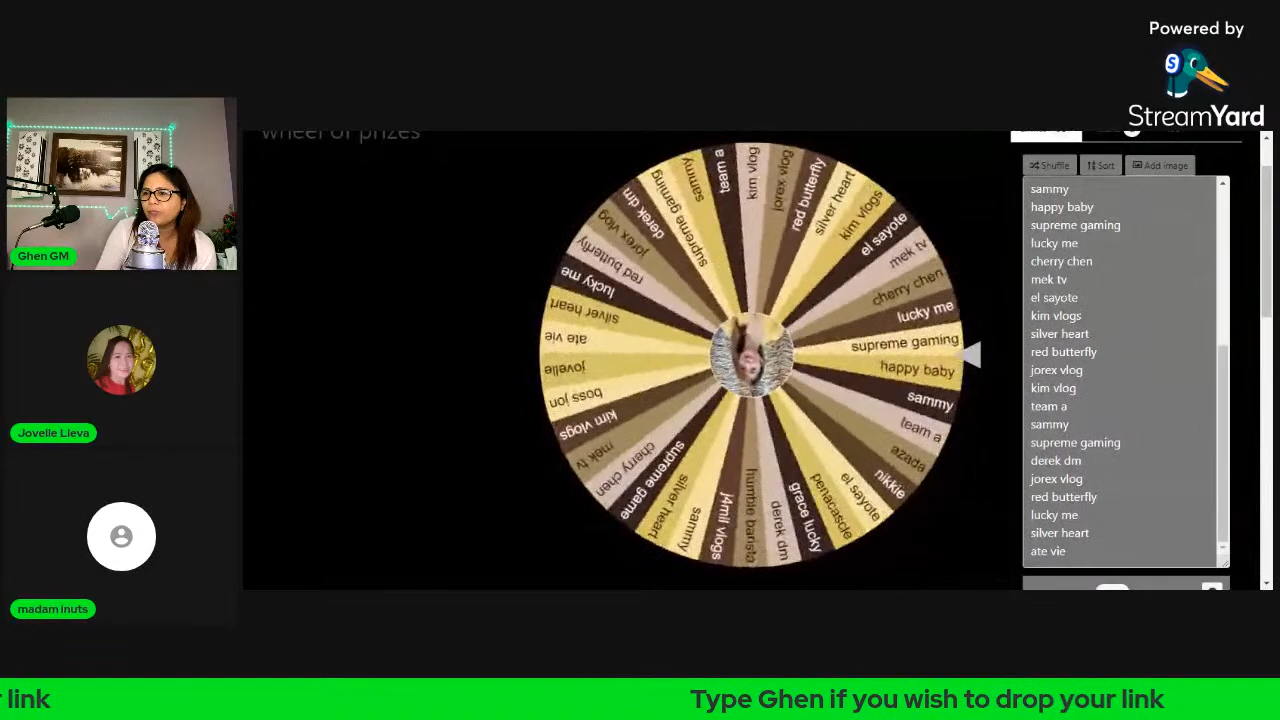 Powered by
StreamYard
wheel of prizes
Ghen GM
Jovelle Lleva
madam inuts
team a
kim vlog
jorex vlog
red butterfly
silver heart
kim vlogs
el sayote
mek tv
cherry chen
lucky me
supreme gaming
happy baby
sammy
team a
azada
nikkie
el sayote
penacascle
grace lucky
derek dm
humble barista
j4mil vlogs
sammy
silver heart
supreme game
cherry chen
mek tv
kim vlogs
boss jon
jovelle
ate vie
silver heart
lucky me
red butterfly
jorex vlog
derek dm
supreme gaming
sammy
Shuffle
Sort
Add image
sammy
happy baby
supreme gaming
lucky me
cherry chen
mek tv
el sayote
kim vlogs
silver heart
red butterfly
jorex vlog
kim vlog
team a
sammy
supreme gaming
derek dm
jorex vlog
red butterfly
lucky me
silver heart
ate vie
r link
Type Ghen if you wish to drop your link